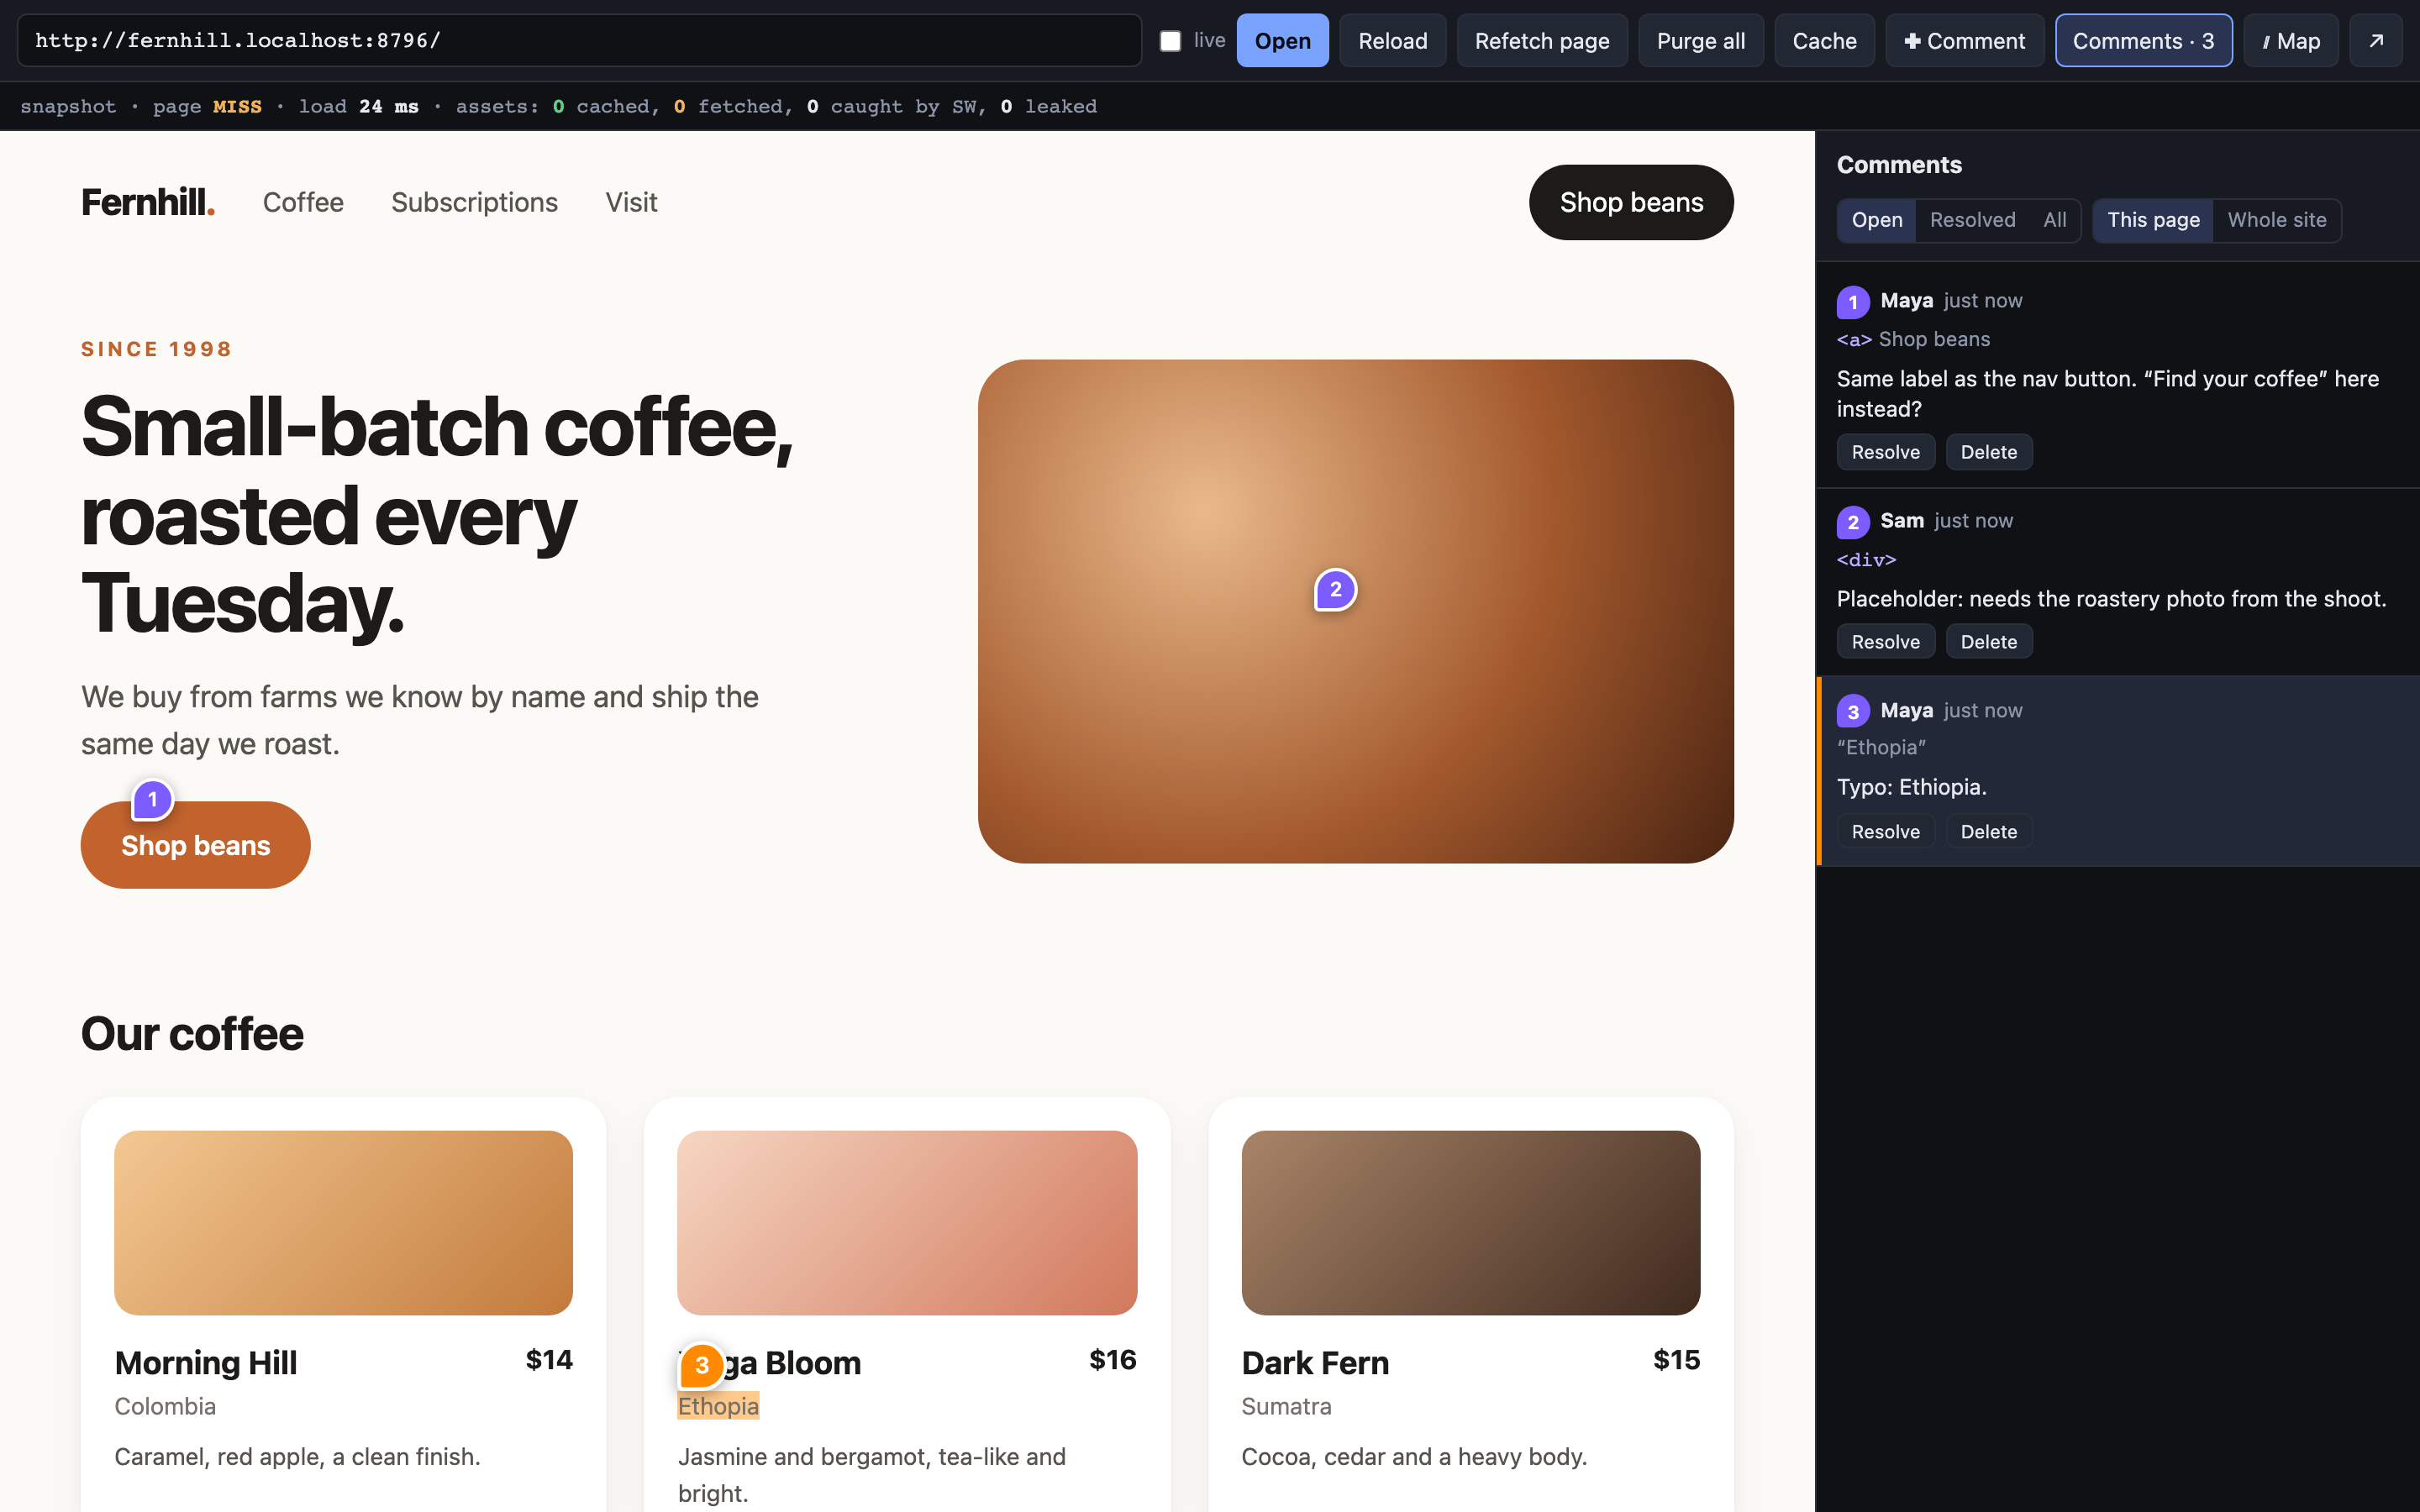 http://fernhill.localhost:8796/
live
Open
Reload
Refetch page
Purge all
Cache
✚ Comment
Comments · 3
Map
↗
snapshot · page MISS · load 24 ms · assets: 0 cached, 0 fetched, 0 caught by SW, 0 leaked
Fernhill.
Coffee
Subscriptions
Visit
Shop beans
SINCE 1998
Small-batch coffee,
roasted every
Tuesday.
We buy from farms we know by name and ship the
same day we roast.
1
Shop beans
2
Our coffee
Morning Hill
$14
Colombia
Caramel, red apple, a clean finish.
3
Bloom
$16
Ethopia
Jasmine and bergamot, tea-like and
bright.
Dark Fern
$15
Sumatra
Cocoa, cedar and a heavy body.
Comments
Open
Resolved
All
This page
Whole site
1 Maya just now
<a> Shop beans
Same label as the nav button. “Find your coffee” here
instead?
Resolve
Delete
2 Sam just now
<div>
Placeholder: needs the roastery photo from the shoot.
Resolve
Delete
3 Maya just now
“Ethopia”
Typo: Ethiopia.
Resolve
Delete